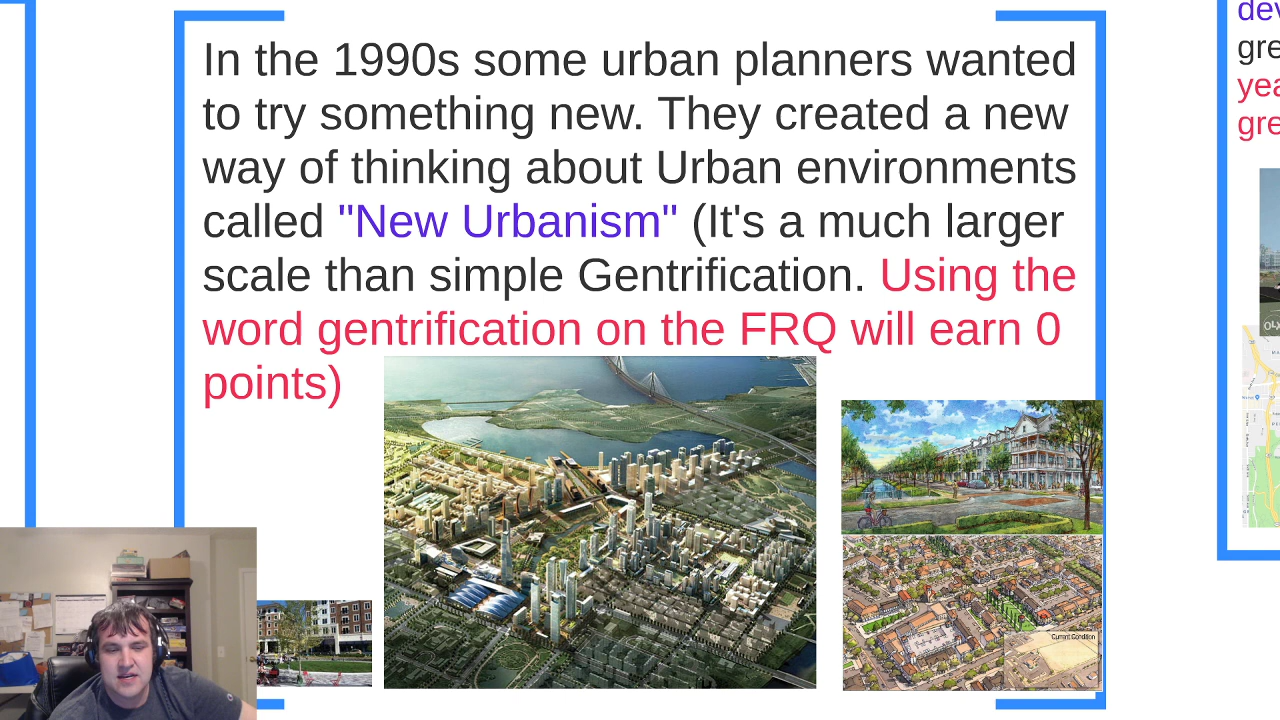 In the 1990s some urban planners wanted
to try something new. They created a new
way of thinking about Urban environments
called "New Urbanism" (It's a much larger
scale than simple Gentrification. Using the
word gentrification on the FRQ will earn 0
points)
Current Condition
dev
gre
yea
gre